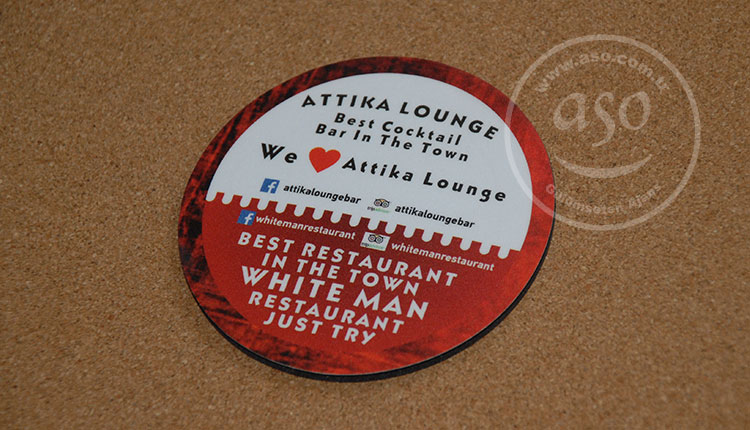 ATTIKA LOUNGE
Best Cocktail
Bar In The Town
We ❤ Attika Lounge
attikaloungebar attikaloungebar
whitemanrestaurant whitemanrestaurant
BEST RESTAURANT
IN THE TOWN
WHITE MAN
RESTAURANT
JUST TRY
www.aso.com.tr
aso